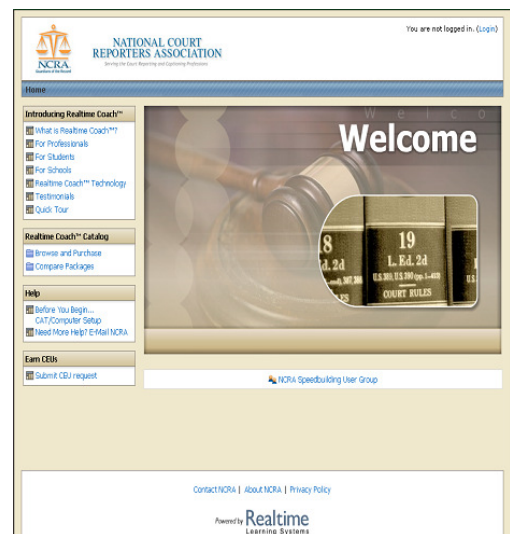 You are not logged in. (Login)
NATIONAL COURT
REPORTERS ASSOCIATION
Serving the Court Reporting and Captioning Professions
NCRA
Guardians of the Record
Home
Introducing Realtime Coach™
What is Realtime Coach™?
For Professionals
For Students
For Schools
Realtime Coach™ Technology
Testimonials
Quick Tour
Realtime Coach™ Catalog
Browse and Purchase
Compare Packages
Help
Before You Begin...
CAT/Computer Setup
Need More Help? E-Mail NCRA
Earn CEUs
Submit CEU request
W e l c o
Welcome
8
.d. 2d
19
L. Ed. 2d
COURT RULES
U.S.
NCRA Speedbuilding User Group
Contact NCRA | About NCRA | Privacy Policy
Powered by Realtime
Learning Systems